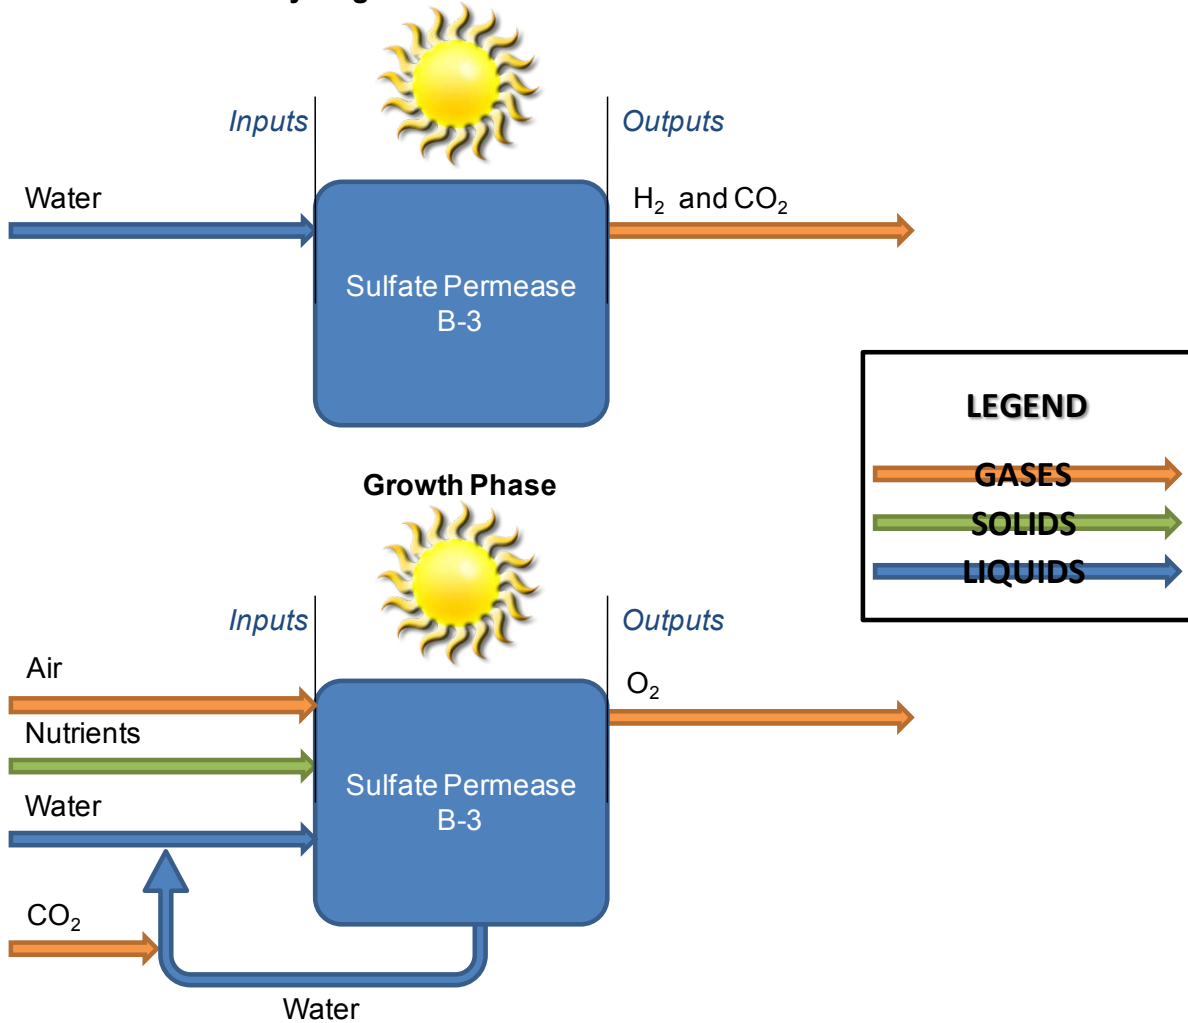 Inputs
Outputs
Water
H₂ and CO₂
Sulfate Permease
B-3
LEGEND
GASES
SOLIDS
LIQUIDS
Growth Phase
Inputs
Outputs
Air
O₂
Nutrients
Sulfate Permease
B-3
Water
CO₂
Water